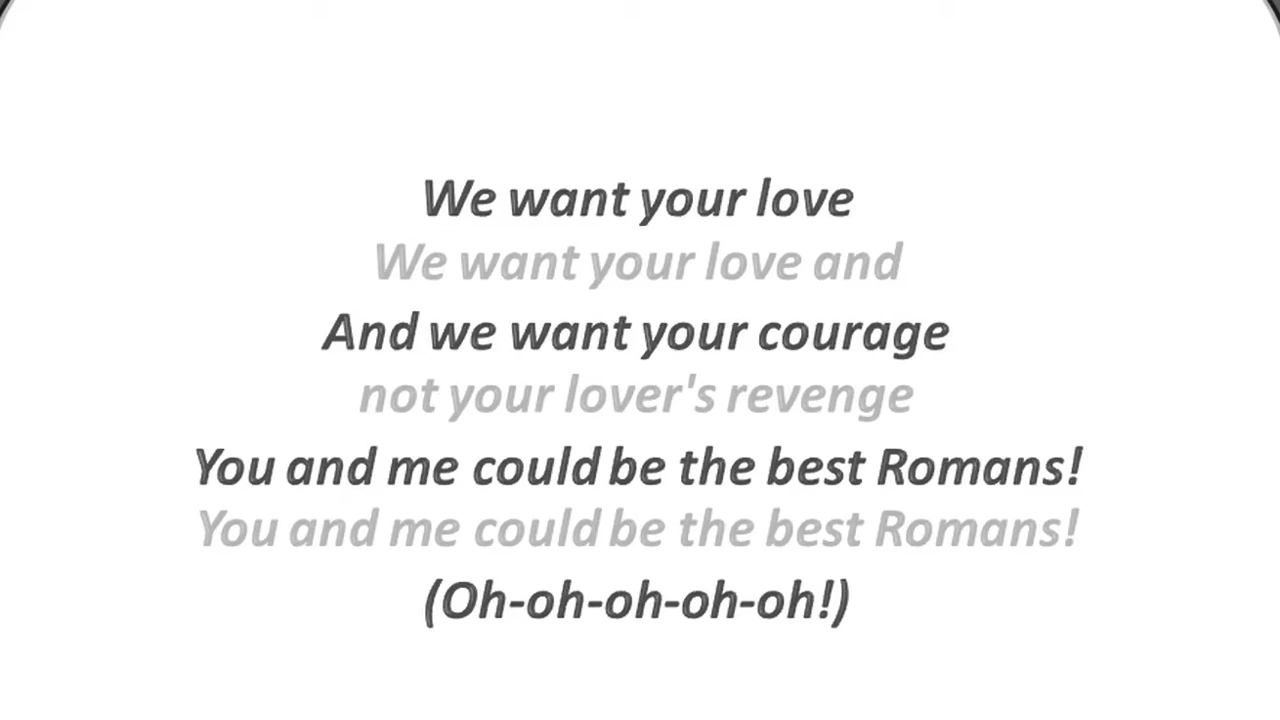 We want your love
We want your love and
And we want your courage
not your lover's revenge
You and me could be the best Romans!
You and me could be the best Romans!
(Oh-oh-oh-oh-oh!)